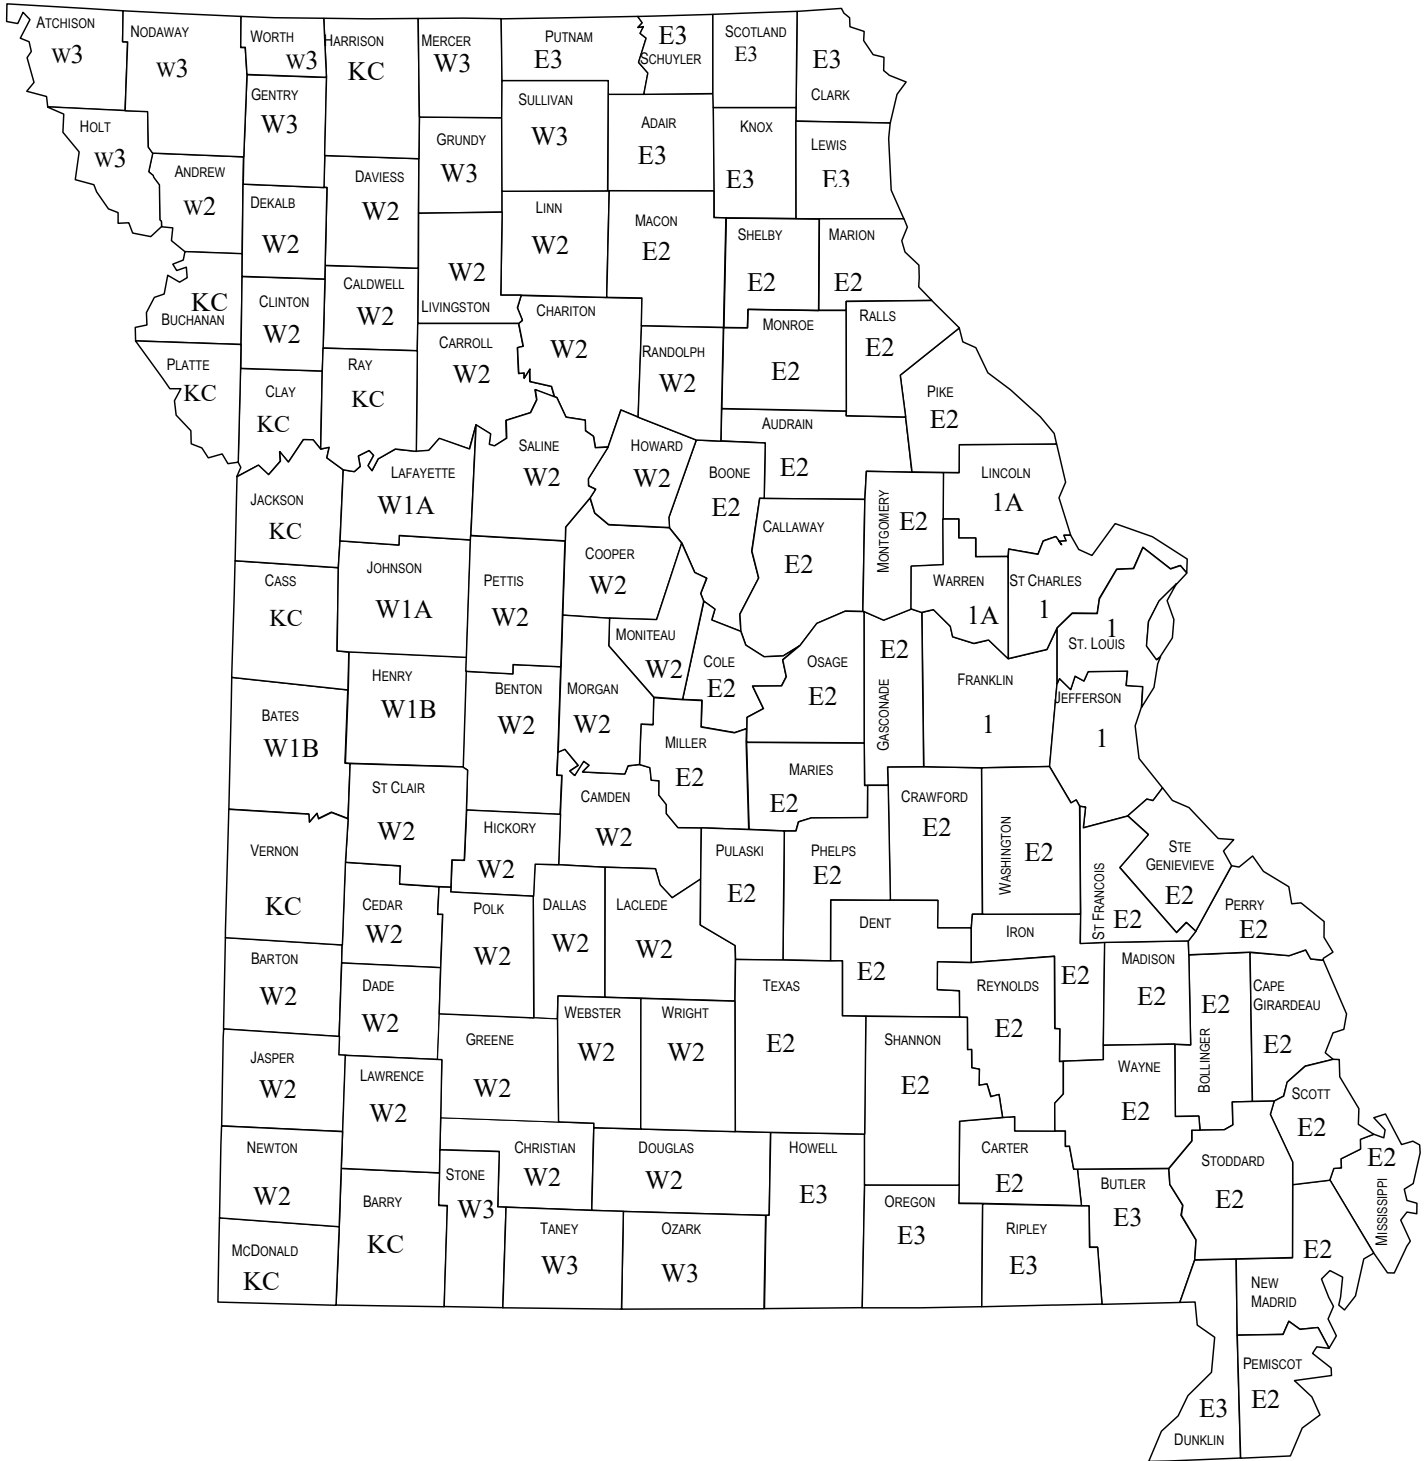 ATCHISON
W3
NODAWAY
W3
WORTH
W3
HARRISON
KC
MERCER
W3
PUTNAM
E3
E3
SCHUYLER
SCOTLAND
E3
E3
CLARK
HOLT
W3
GENTRY
W3
GRUNDY
W3
SULLIVAN
W3
ADAIR
E3
KNOX
E3
LEWIS
E3
ANDREW
W2
DEKALB
W2
DAVIESS
W2
W2
LIVINGSTON
LINN
W2
MACON
E2
SHELBY
E2
MARION
E2
KC
BUCHANAN
CLINTON
W2
CALDWELL
W2
CARROLL
W2
CHARITON
W2
RANDOLPH
W2
MONROE
E2
RALLS
E2
PLATTE
KC
CLAY
KC
RAY
KC
PIKE
E2
SALINE
W2
HOWARD
W2
BOONE
E2
AUDRAIN
E2
LAFAYETTE
W1A
JACKSON
KC
CALLAWAY
E2
MONTGOMERY
E2
LINCOLN
1A
COOPER
W2
CASS
KC
JOHNSON
W1A
PETTIS
W2
WARREN
1A
ST CHARLES
1
1
ST. LOUIS
MONITEAU
W2
COLE
E2
OSAGE
E2
E2
GASCONADE
FRANKLIN
1
JEFFERSON
1
BATES
W1B
HENRY
W1B
BENTON
W2
MORGAN
W2
MILLER
E2
MARIES
E2
ST CLAIR
W2
HICKORY
W2
CAMDEN
W2
CRAWFORD
E2
WASHINGTON
E2
VERNON
KC
PULASKI
E2
PHELPS
E2
ST FRANCOIS
E2
STE
GENIEVIEVE
E2
PERRY
E2
CEDAR
W2
POLK
W2
DALLAS
W2
LACLEDE
W2
DENT
E2
IRON
E2
BARTON
W2
DADE
W2
TEXAS
E2
REYNOLDS
E2
MADISON
E2
E2
BOLLINGER
CAPE
GIRARDEAU
E2
GREENE
W2
WEBSTER
W2
WRIGHT
W2
SHANNON
E2
JASPER
W2
LAWRENCE
W2
WAYNE
E2
SCOTT
E2
NEWTON
W2
STONE
W3
CHRISTIAN
W2
DOUGLAS
W2
HOWELL
E3
CARTER
E2
STODDARD
E2
E2
MISSISSIPPI
BARRY
KC
OREGON
E3
BUTLER
E3
MCDONALD
KC
TANEY
W3
OZARK
W3
RIPLEY
E3
E2
NEW
MADRID
PEMISCOT
E2
E3
DUNKLIN